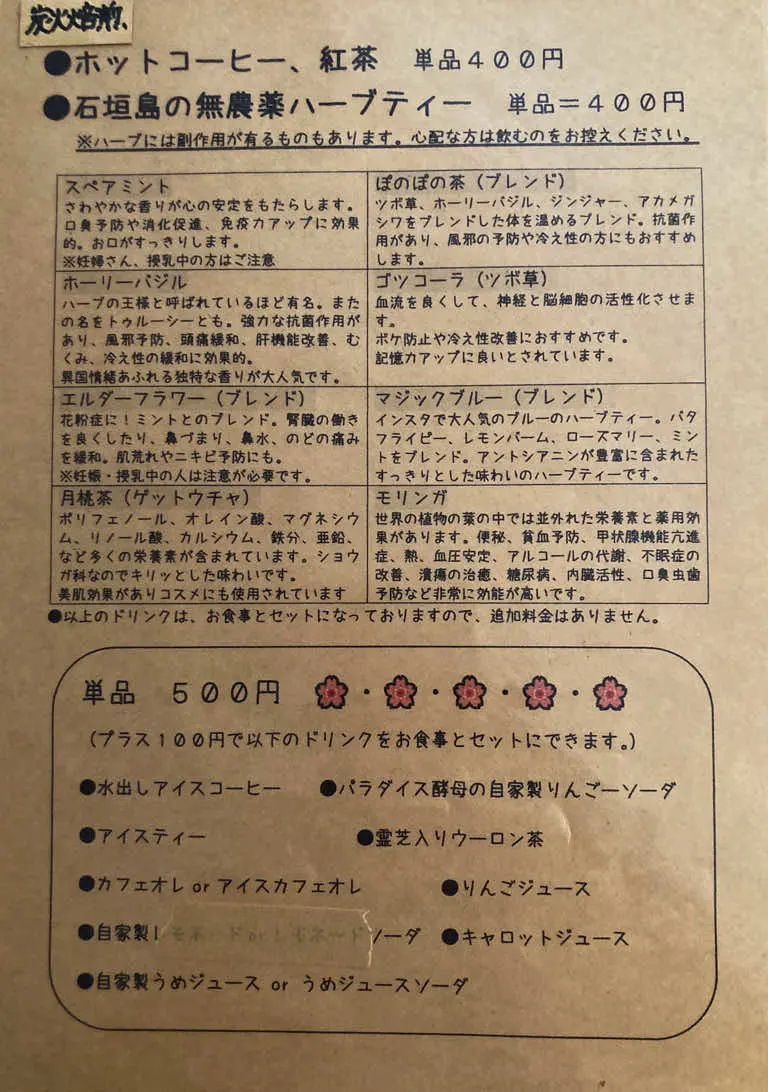 炭火焙煎、
●ホットコーヒー、紅茶　単品４００円
●石垣島の無農薬ハーブティー　単品＝４００円
※ハーブには副作用が有るものもあります。心配な方は飲むのをお控えください。
スペアミント
さわやかな香りが心の安定をもたらします。
口臭予防や消化促進、免疫力アップに効果
的。お口がすっきりします。
※妊婦さん、授乳中の方はご注意
ぽのぽの茶（ブレンド）
ツボ草、ホーリーバジル、ジンジャー、アカメガ
シワをブレンドした体を温めるブレンド。抗菌作
用があり、風邪の予防や冷え性の方にもおすすめ
します。
ホーリーバジル
ハーブの王様と呼ばれているほど有名。また
の名をトゥルーシーとも。強力な抗菌作用が
あり、風邪予防、頭痛緩和、肝機能改善、む
くみ、冷え性の緩和に効果的。
異国情緒あふれる独特な香りが大人気です。
ゴツコーラ（ツボ草）
血流を良くして、神経と脳細胞の活性化させま
す。
ボケ防止や冷え性改善におすすめです。
記憶力アップに良いとされています。
エルダーフラワー（ブレンド）
花粉症に！ミントとのブレンド。腎臓の働き
を良くしたり、鼻づまり、鼻水、のどの痛み
を緩和。肌荒れやニキビ予防にも。
※妊娠・授乳中の人は注意が必要です。
マジックブルー（ブレンド）
インスタで大人気のブルーのハーブティー。バタ
フライピー、レモンバーム、ローズマリー、ミン
トをブレンド。アントシアニンが豊富に含まれた
すっきりとした味わいのハーブティーです。
月桃茶（ゲットウチャ）
ポリフェノール、オレイン酸、マグネシウ
ム、リノール酸、カルシウム、鉄分、亜鉛、
など多くの栄養素が含まれています。ショウ
ガ科なのでキリッとした味わいです。
美肌効果がありコスメにも使用されています
モリンガ
世界の植物の葉の中では並外れた栄養素と薬用効
果があります。便秘、貧血予防、甲状腺機能亢進
症、熱、血圧安定、アルコールの代謝、不眠症の
改善、潰瘍の治癒、糖尿病、内臓活性、口臭虫歯
予防など非常に効能が高いです。
●以上のドリンクは、お食事とセットになっておりますので、追加料金はありません。
単品　５００円　・・・・
（プラス１００円で以下のドリンクをお食事とセットにできます。）
●水出しアイスコーヒー　●パラダイス酵母の自家製りんごーソーダ
●アイスティー　●霊芝入りウーロン茶
●カフェオレ or アイスカフェオレ　●りんごジュース
●自家製レモネード or レモネードソーダ　●キャロットジュース
●自家製うめジュース or うめジュースソーダ